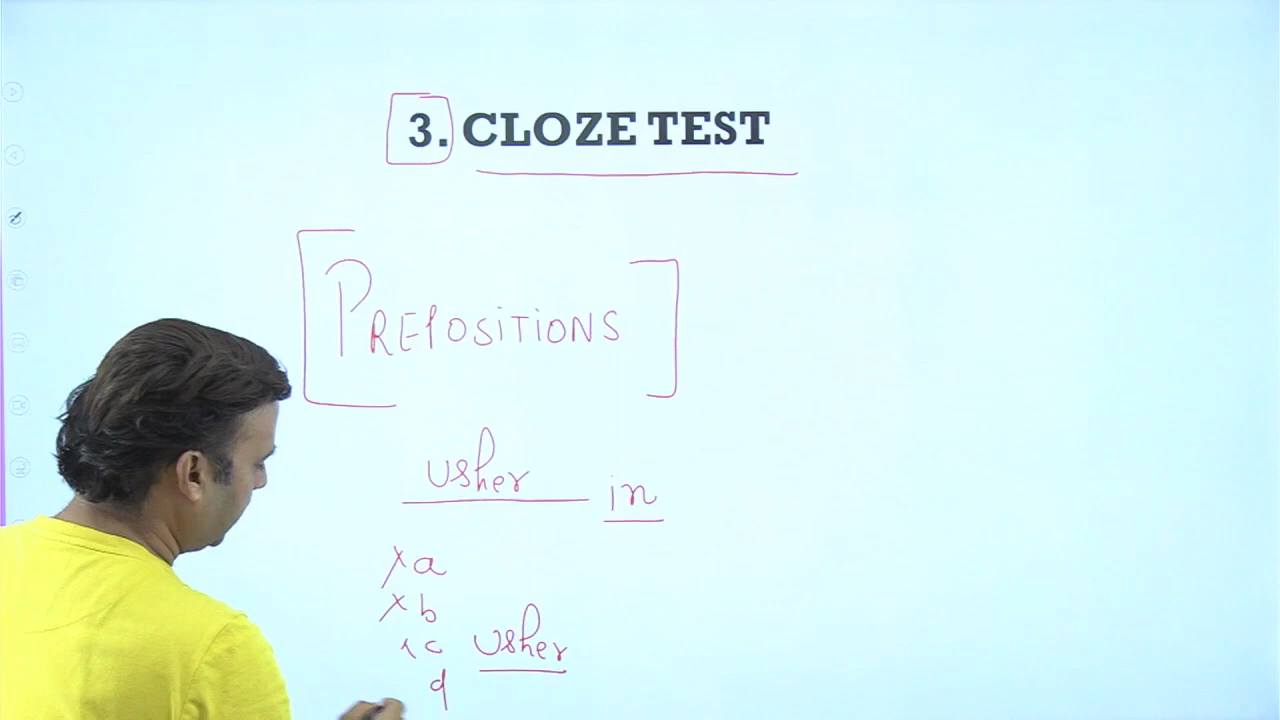 3. CLOZE TEST
PREPOSITIONS
usher in
x a
x b
x c usher
d